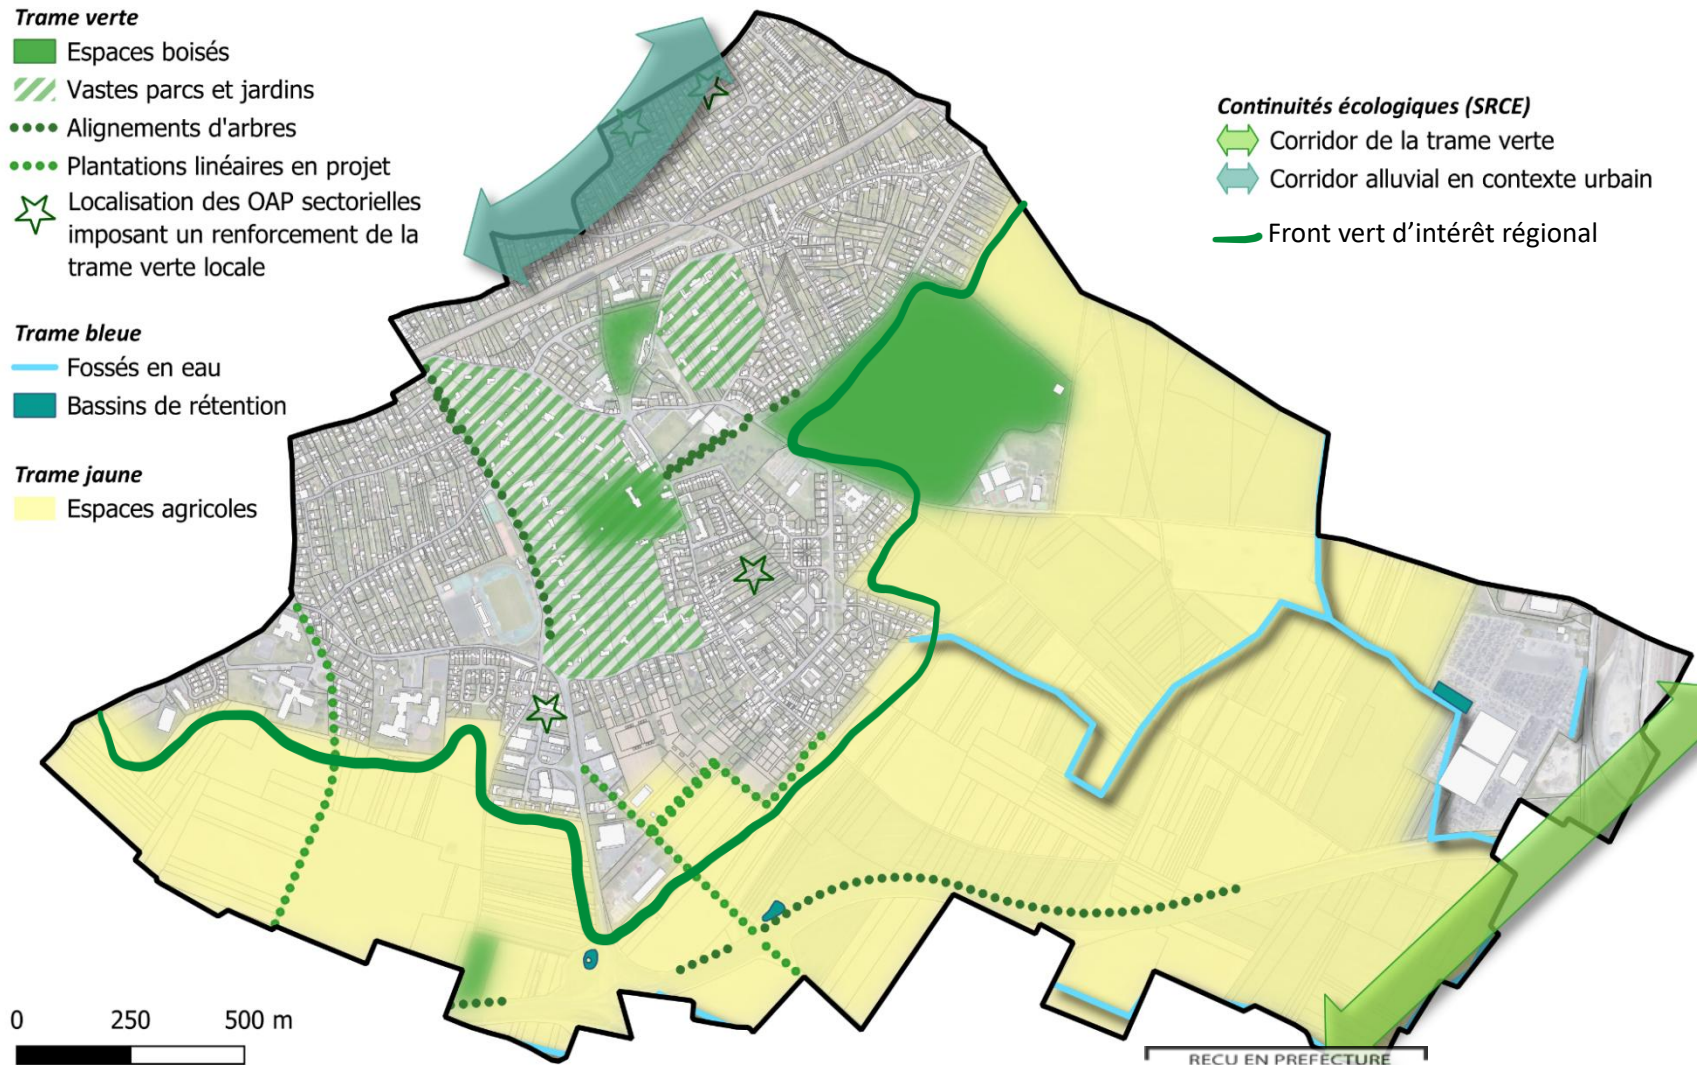 Trame verte
Espaces boisés
Vastes parcs et jardins
Alignements d'arbres
Plantations linéaires en projet
Localisation des OAP sectorielles
imposant un renforcement de la
trame verte locale
Trame bleue
Fossés en eau
Bassins de rétention
Trame jaune
Espaces agricoles
Continuités écologiques (SRCE)
Corridor de la trame verte
Corridor alluvial en contexte urbain
Front vert d’intérêt régional
0 250 500 m
RECU EN PREFECTURE